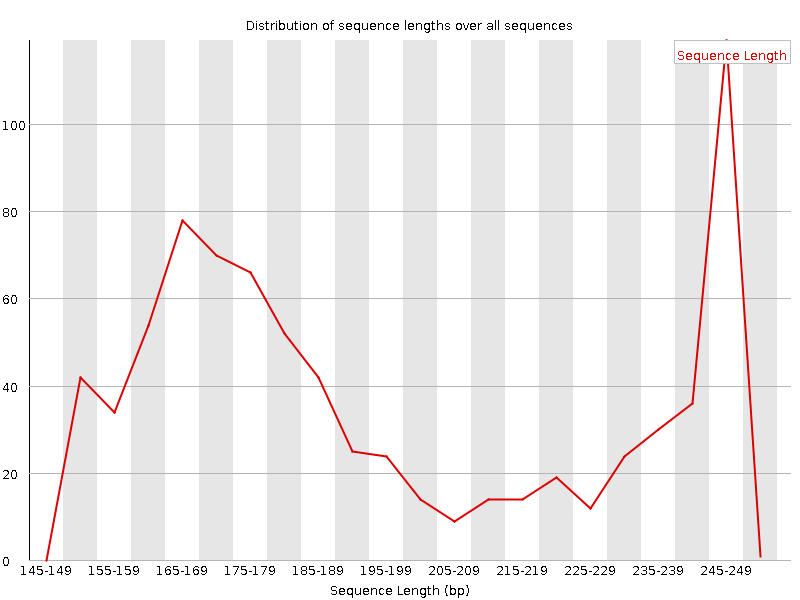 Distribution of sequence lengths over all sequences
Sequence Length
100
80
60
40
20
0
145-149 155-159 165-169 175-179 185-189 195-199 205-209 215-219 225-229 235-239 245-249
Sequence Length (bp)